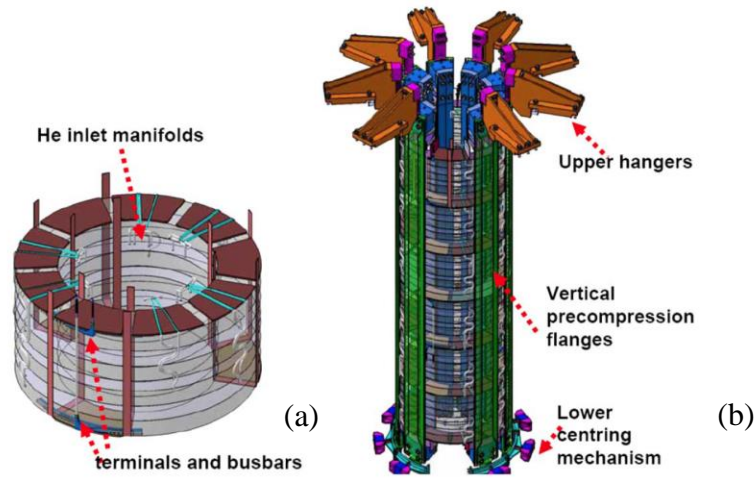 He inlet manifolds
Upper hangers
Vertical
precompression
flanges
(a)
(b)
Lower
centring
mechanism
terminals and busbars